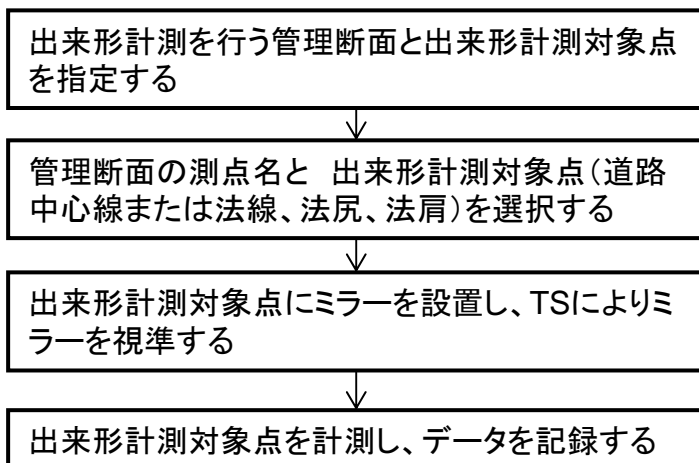 出来形計測を行う管理断面と出来形計測対象点
を指定する
管理断面の測点名と 出来形計測対象点(道路
中心線または法線、法尻、法肩)を選択する
出来形計測対象点にミラーを設置し、TSによりミ
ラーを視準する
出来形計測対象点を計測し、データを記録する